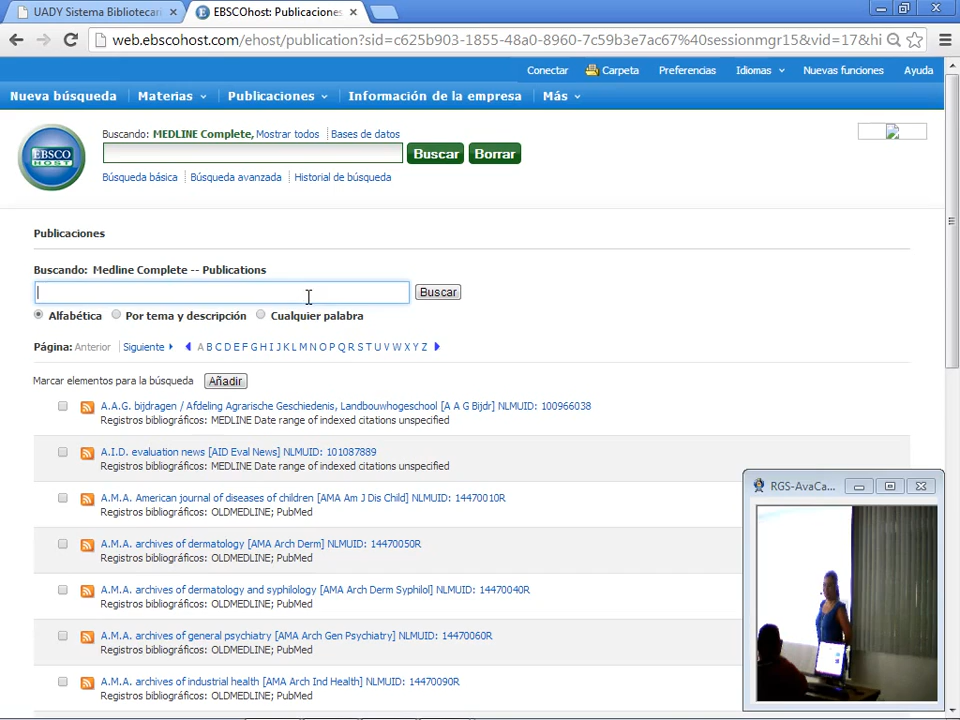 UADY Sistema Bibliotecari
EBSCOhost: Publicaciones
web.ebscohost.com/ehost/publication?sid=c625b903-1855-48a0-8960-7c59b3e7ac67%40sessionmgr15&vid=17&hi
Conectar Carpeta Preferencias Idiomas Nuevas funciones Ayuda
Nueva búsqueda Materias Publicaciones Información de la empresa Más
Buscando: MEDLINE Complete, Mostrar todos Bases de datos
EBSCO HOST
Buscar Borrar
Búsqueda básica Búsqueda avanzada Historial de búsqueda
Publicaciones
Buscando: Medline Complete -- Publications
Buscar
Alfabética Por tema y descripción Cualquier palabra
Página: Anterior Siguiente A B C D E F G H I J K L M N O P Q R S T U V W X Y Z
Marcar elementos para la búsqueda Añadir
A.A.G. bijdragen / Afdeling Agrarische Geschiedenis, Landbouwhogeschool [A A G Bijdr] NLMUID: 100966038
Registros bibliográficos: MEDLINE Date range of indexed citations unspecified
A.I.D. evaluation news [AID Eval News] NLMUID: 101087889
Registros bibliográficos: MEDLINE Date range of indexed citations unspecified
A.M.A. American journal of diseases of children [AMA Am J Dis Child] NLMUID: 14470010R
Registros bibliográficos: OLDMEDLINE; PubMed
A.M.A. archives of dermatology [AMA Arch Derm] NLMUID: 14470050R
Registros bibliográficos: OLDMEDLINE; PubMed
A.M.A. archives of dermatology and syphilology [AMA Arch Derm Syphilol] NLMUID: 14470040R
Registros bibliográficos: OLDMEDLINE; PubMed
A.M.A. archives of general psychiatry [AMA Arch Gen Psychiatry] NLMUID: 14470060R
Registros bibliográficos: OLDMEDLINE; PubMed
A.M.A. archives of industrial health [AMA Arch Ind Health] NLMUID: 14470090R
Registros bibliográficos: OLDMEDLINE; PubMed
RGS-AvaCa...